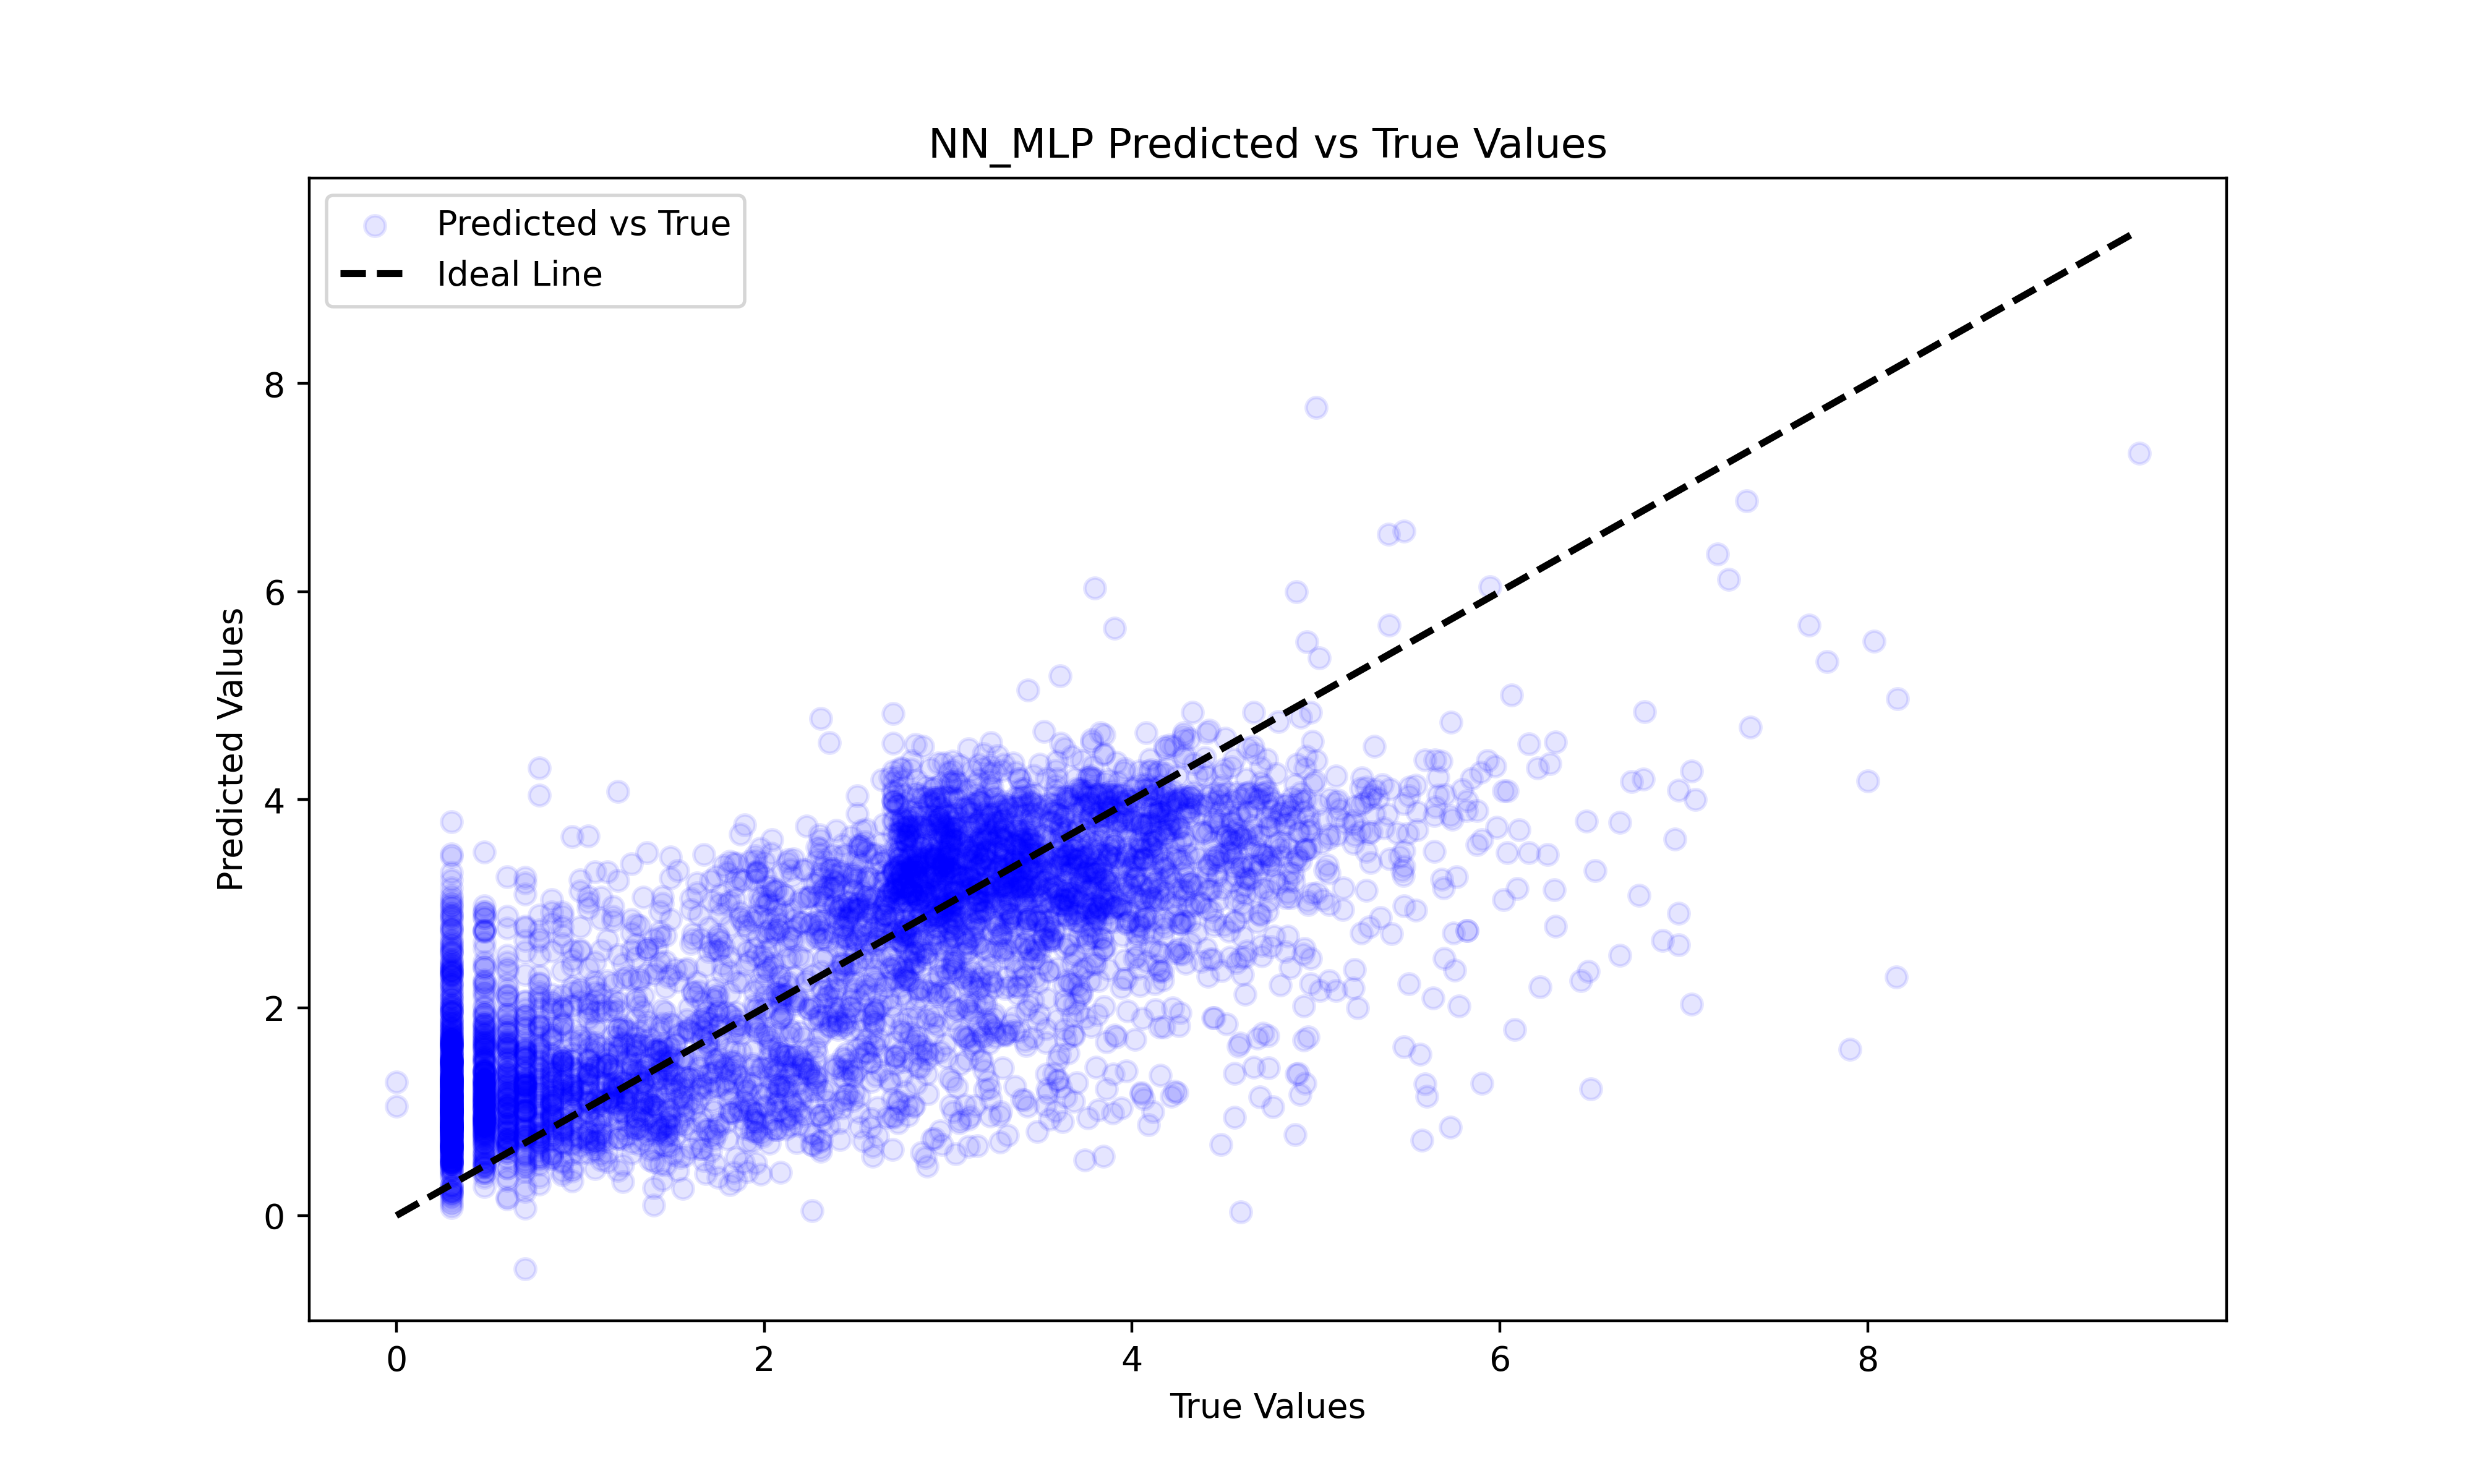 NN_MLP Predicted vs True Values
Predicted vs True
Ideal Line
Predicted Values
8
6
4
2
0
0 2 4 6 8
True Values